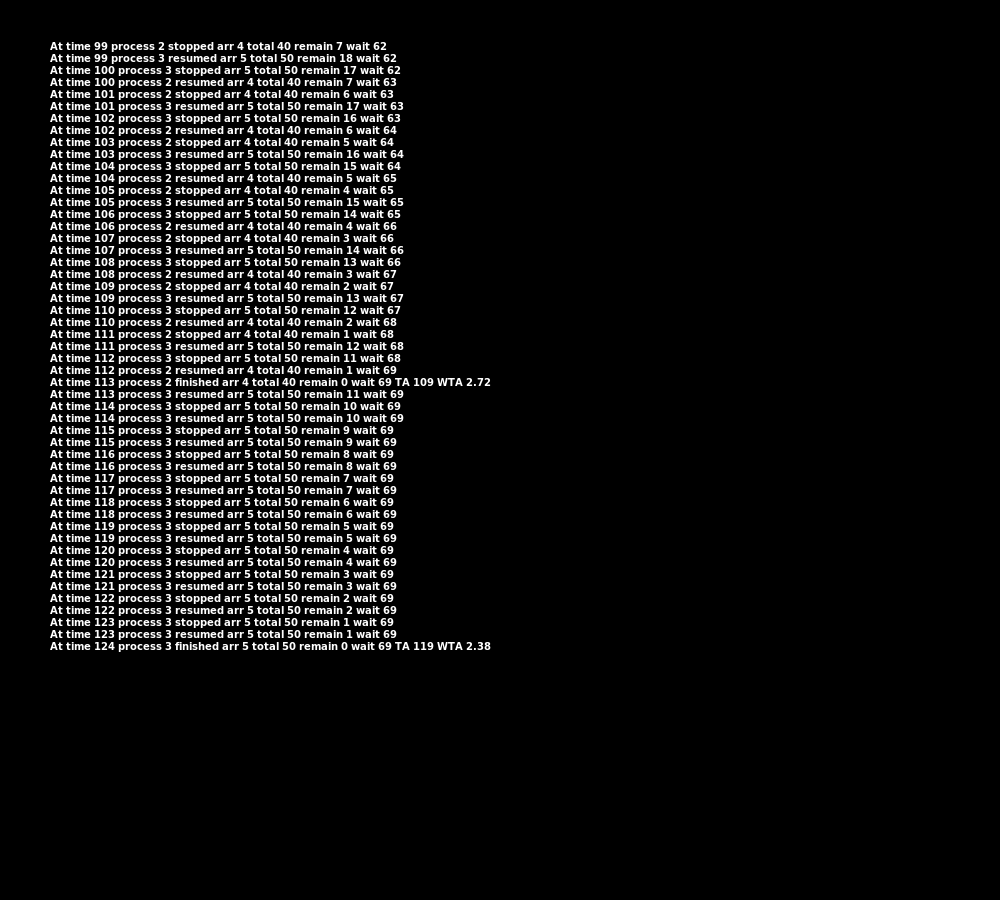 At time 99 process 2 stopped arr 4 total 40 remain 7 wait 62
At time 99 process 3 resumed arr 5 total 50 remain 18 wait 62
At time 100 process 3 stopped arr 5 total 50 remain 17 wait 62
At time 100 process 2 resumed arr 4 total 40 remain 7 wait 63
At time 101 process 2 stopped arr 4 total 40 remain 6 wait 63
At time 101 process 3 resumed arr 5 total 50 remain 17 wait 63
At time 102 process 3 stopped arr 5 total 50 remain 16 wait 63
At time 102 process 2 resumed arr 4 total 40 remain 6 wait 64
At time 103 process 2 stopped arr 4 total 40 remain 5 wait 64
At time 103 process 3 resumed arr 5 total 50 remain 16 wait 64
At time 104 process 3 stopped arr 5 total 50 remain 15 wait 64
At time 104 process 2 resumed arr 4 total 40 remain 5 wait 65
At time 105 process 2 stopped arr 4 total 40 remain 4 wait 65
At time 105 process 3 resumed arr 5 total 50 remain 15 wait 65
At time 106 process 3 stopped arr 5 total 50 remain 14 wait 65
At time 106 process 2 resumed arr 4 total 40 remain 4 wait 66
At time 107 process 2 stopped arr 4 total 40 remain 3 wait 66
At time 107 process 3 resumed arr 5 total 50 remain 14 wait 66
At time 108 process 3 stopped arr 5 total 50 remain 13 wait 66
At time 108 process 2 resumed arr 4 total 40 remain 3 wait 67
At time 109 process 2 stopped arr 4 total 40 remain 2 wait 67
At time 109 process 3 resumed arr 5 total 50 remain 13 wait 67
At time 110 process 3 stopped arr 5 total 50 remain 12 wait 67
At time 110 process 2 resumed arr 4 total 40 remain 2 wait 68
At time 111 process 2 stopped arr 4 total 40 remain 1 wait 68
At time 111 process 3 resumed arr 5 total 50 remain 12 wait 68
At time 112 process 3 stopped arr 5 total 50 remain 11 wait 68
At time 112 process 2 resumed arr 4 total 40 remain 1 wait 69
At time 113 process 2 finished arr 4 total 40 remain 0 wait 69 TA 109 WTA 2.72
At time 113 process 3 resumed arr 5 total 50 remain 11 wait 69
At time 114 process 3 stopped arr 5 total 50 remain 10 wait 69
At time 114 process 3 resumed arr 5 total 50 remain 10 wait 69
At time 115 process 3 stopped arr 5 total 50 remain 9 wait 69
At time 115 process 3 resumed arr 5 total 50 remain 9 wait 69
At time 116 process 3 stopped arr 5 total 50 remain 8 wait 69
At time 116 process 3 resumed arr 5 total 50 remain 8 wait 69
At time 117 process 3 stopped arr 5 total 50 remain 7 wait 69
At time 117 process 3 resumed arr 5 total 50 remain 7 wait 69
At time 118 process 3 stopped arr 5 total 50 remain 6 wait 69
At time 118 process 3 resumed arr 5 total 50 remain 6 wait 69
At time 119 process 3 stopped arr 5 total 50 remain 5 wait 69
At time 119 process 3 resumed arr 5 total 50 remain 5 wait 69
At time 120 process 3 stopped arr 5 total 50 remain 4 wait 69
At time 120 process 3 resumed arr 5 total 50 remain 4 wait 69
At time 121 process 3 stopped arr 5 total 50 remain 3 wait 69
At time 121 process 3 resumed arr 5 total 50 remain 3 wait 69
At time 122 process 3 stopped arr 5 total 50 remain 2 wait 69
At time 122 process 3 resumed arr 5 total 50 remain 2 wait 69
At time 123 process 3 stopped arr 5 total 50 remain 1 wait 69
At time 123 process 3 resumed arr 5 total 50 remain 1 wait 69
At time 124 process 3 finished arr 5 total 50 remain 0 wait 69 TA 119 WTA 2.38